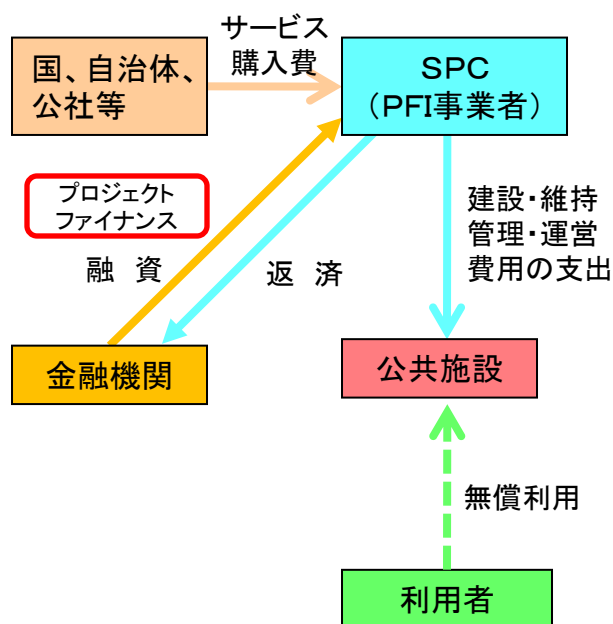 サービス
購入費
国、自治体、
公社等
SPC
（PFI事業者）
プロジェクト
ファイナンス
融　資
返　済
建設・維持
管理・運営
費用の支出
金融機関
公共施設
無償利用
利用者